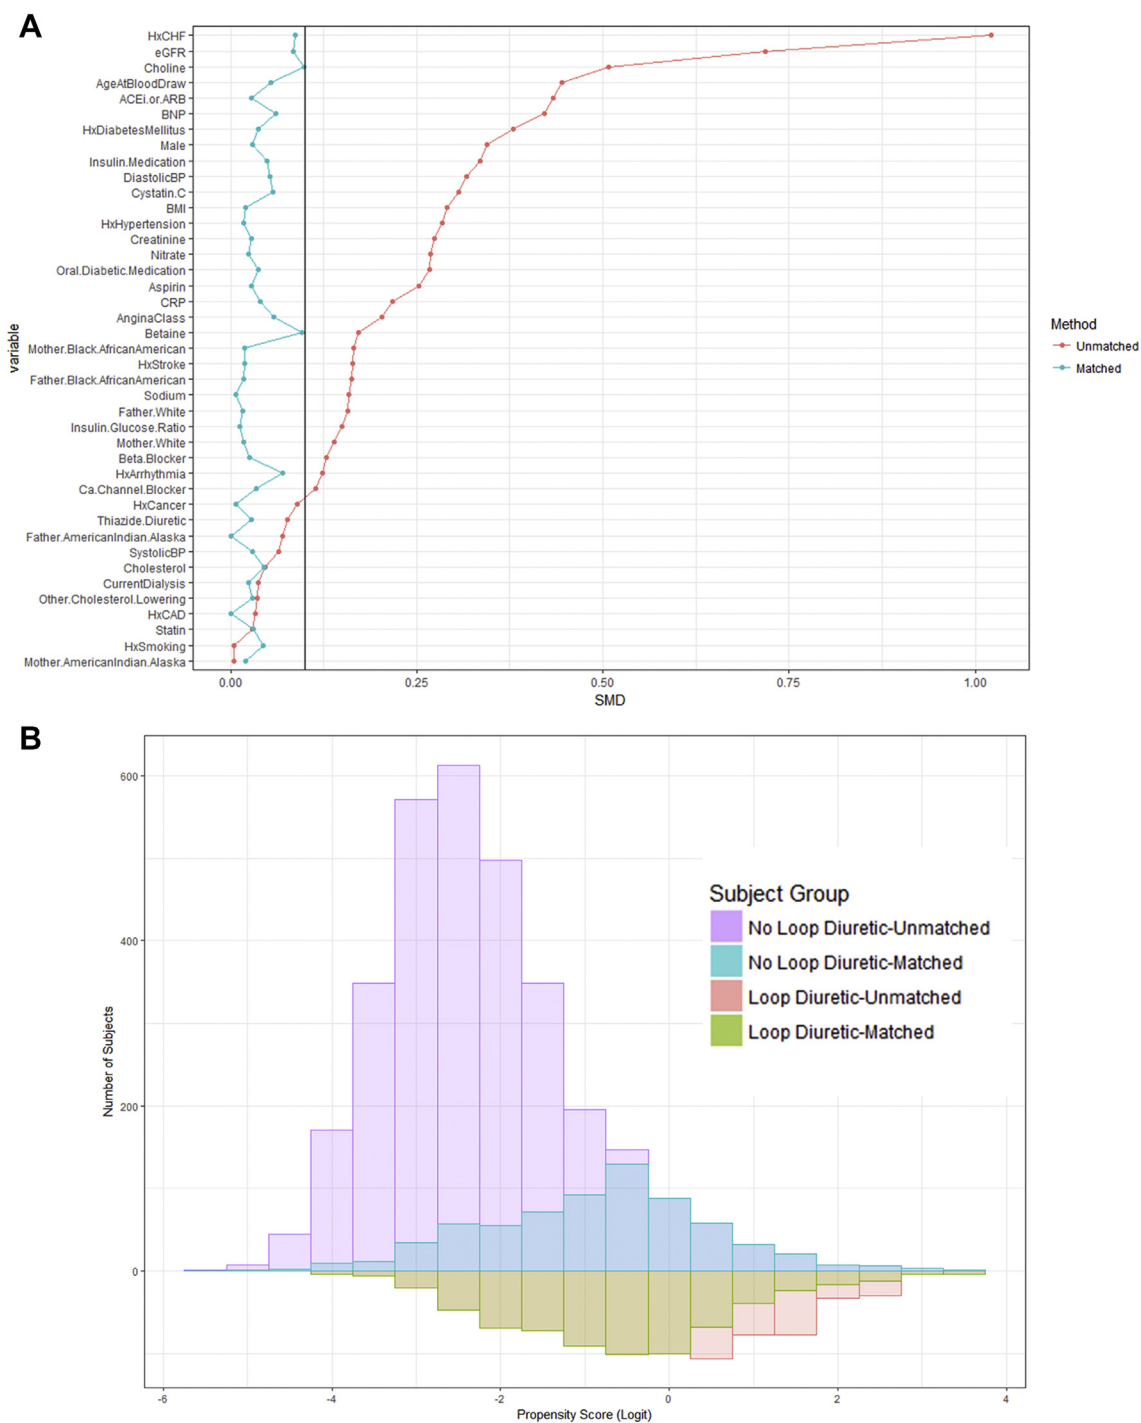 A
variable
HxCHF
eGFR
Choline
AgeAtBloodDraw
ACEi.or.ARB
BNP
HxDiabetesMellitus
Male
Insulin.Medication
DiastolicBP
Cystatin.C
BMI
HxHypertension
Creatinine
Nitrate
Oral.Diabetic.Medication
Aspirin
CRP
AnginaClass
Betaine
Mother.Black.AfricanAmerican
HxStroke
Father.Black.AfricanAmerican
Sodium
Father.White
Insulin.Glucose.Ratio
Mother.White
Beta.Blocker
HxArrhythmia
Ca.Channel.Blocker
HxCancer
Thiazide.Diuretic
Father.AmericanIndian.Alaska
SystolicBP
Cholesterol
CurrentDialysis
Other.Cholesterol.Lowering
HxCAD
Statin
HxSmoking
Mother.AmericanIndian.Alaska
0.00 0.25 0.50 0.75 1.00
SMD
Method
Unmatched
Matched
B
Number of Subjects
600
400
200
0
-6 -4 -2 0 2 4
Propensity Score (Logit)
Subject Group
No Loop Diuretic-Unmatched
No Loop Diuretic-Matched
Loop Diuretic-Unmatched
Loop Diuretic-Matched